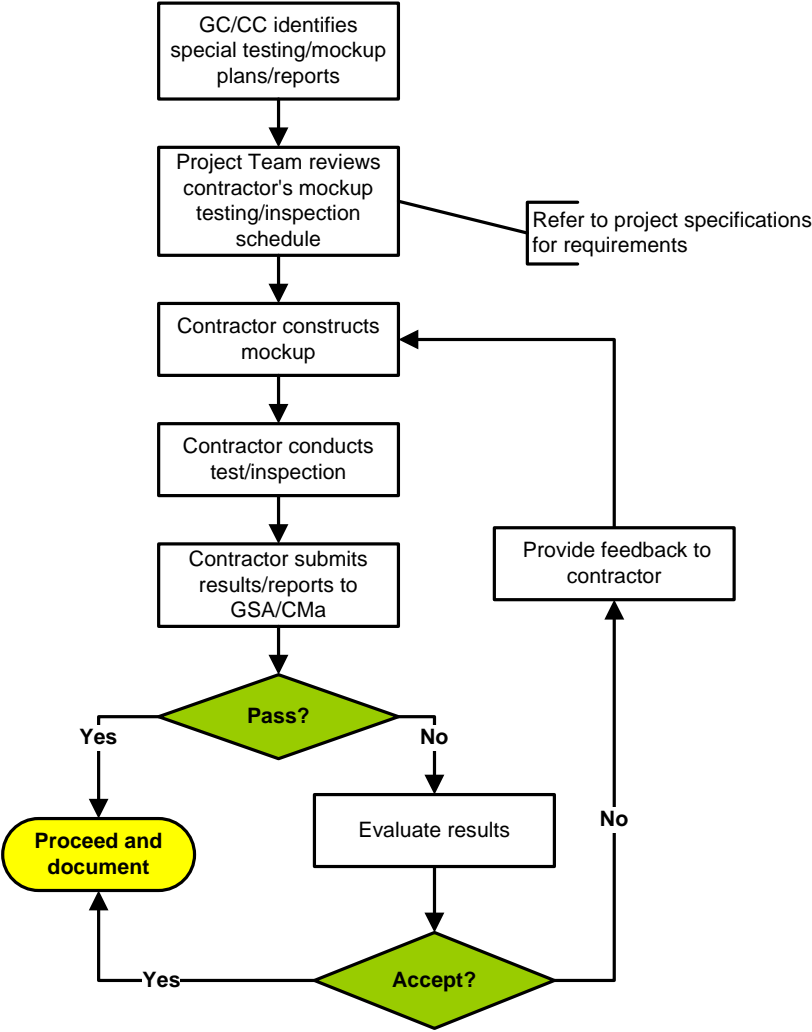 GC/CC identifies
special testing/mockup
plans/reports
Project Team reviews
contractor's mockup
testing/inspection
schedule
Refer to project specifications
for requirements
Contractor constructs
mockup
Contractor conducts
test/inspection
Contractor submits
results/reports to
GSA/CMa
Provide feedback to
contractor
Pass?
Yes
No
Evaluate results
No
Proceed and
document
Accept?
Yes